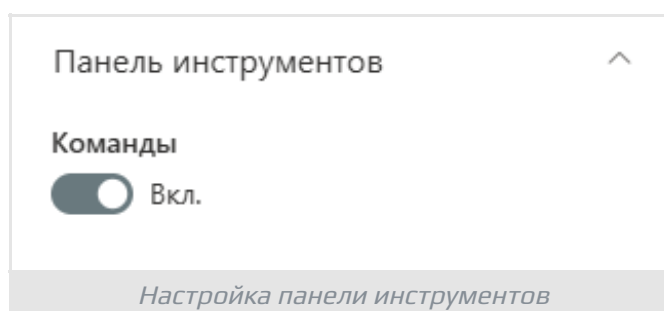 Панель инструментов
Команды
Вкл.
Настройка панели инструментов